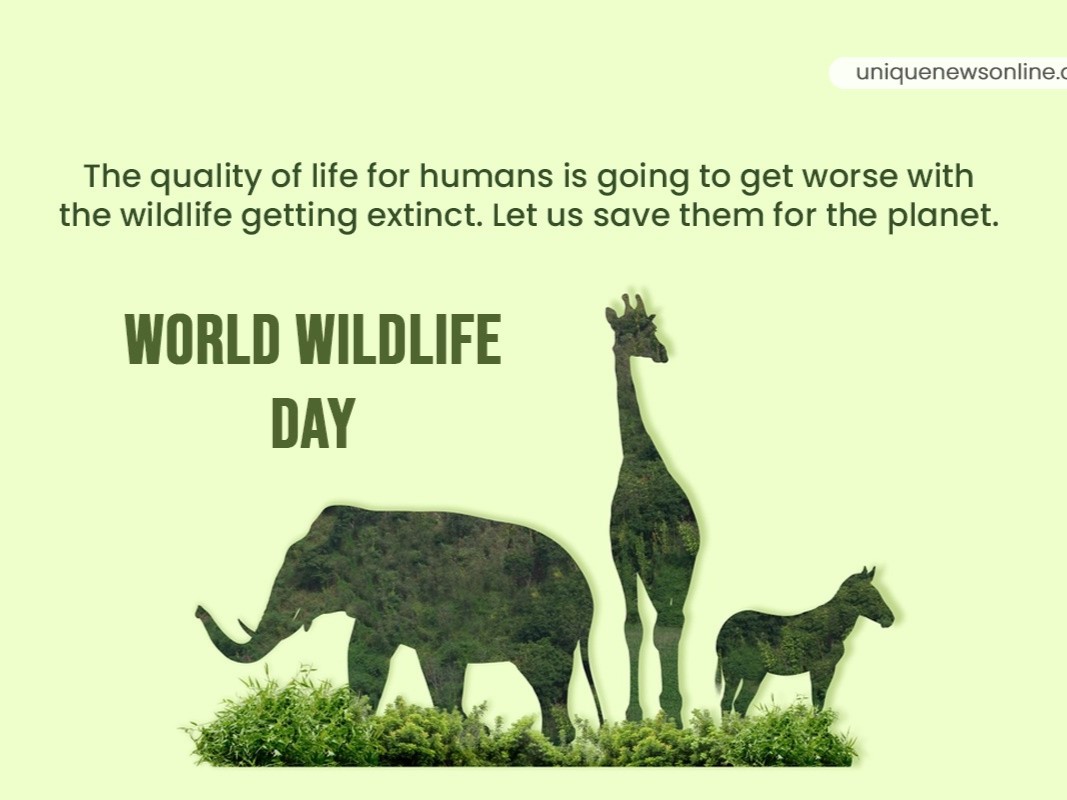 uniquenewsonline.c
The quality of life for humans is going to get worse with
the wildlife getting extinct. Let us save them for the planet.
WORLD WILDLIFE
DAY